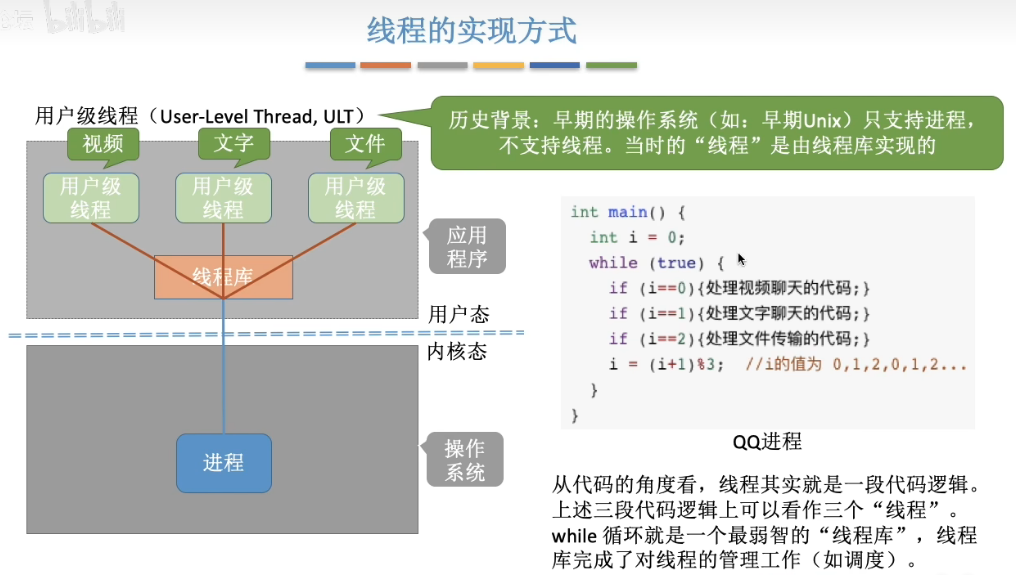 bilibili
线程的实现方式
用户级线程（User-Level Thread, ULT）
历史背景：早期的操作系统（如：早期Unix）只支持进程，
不支持线程。当时的“线程”是由线程库实现的
视频
文字
文件
用户级
线程
用户级
线程
用户级
线程
线程库
应用
程序
用户态
内核态
进程
操作
系统
int main() {
int i = 0;
while (true) {
if (i==0){处理视频聊天的代码;}
if (i==1){处理文字聊天的代码;}
if (i==2){处理文件传输的代码;}
i = (i+1)%3; //i的值为 0,1,2,0,1,2...
}
}
QQ进程
从代码的角度看，线程其实就是一段代码逻辑。
上述三段代码逻辑上可以看作三个“线程”。
while 循环就是一个最弱智的“线程库”，线程
库完成了对线程的管理工作（如调度）。